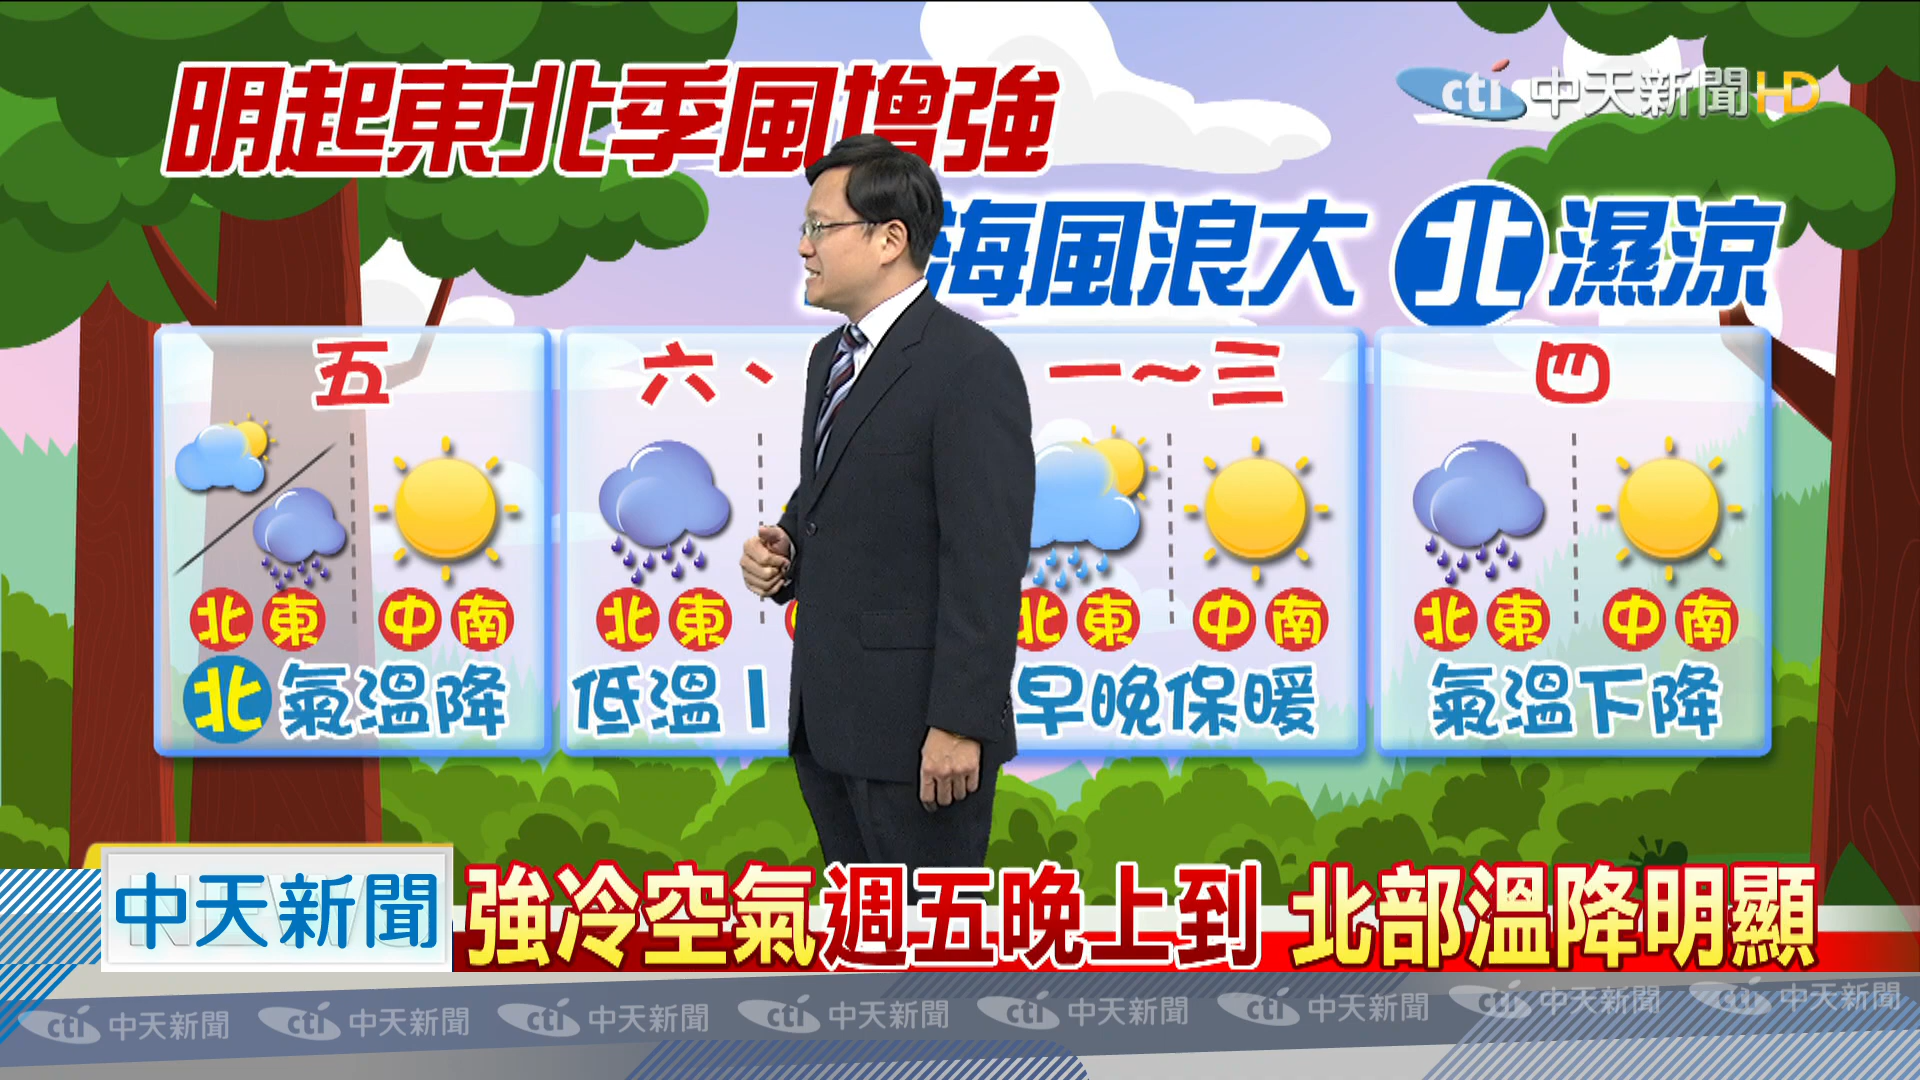 明起東北季風增強
cti 中天新聞HD
海風浪大 北濕涼
五
六、
一～三
四
北 東 中 南
北 東
北 東 中 南
北 東 中 南
北 氣溫降
低溫1
早晚保暖
氣溫下降
中天新聞
強冷空氣週五晚上到 北部溫降明顯
cti 中天新聞 cti 中天新聞 cti 中天新聞 cti 中天新聞 cti 中天新聞 cti 中天新聞 cti 中天新聞 cti 中天新聞